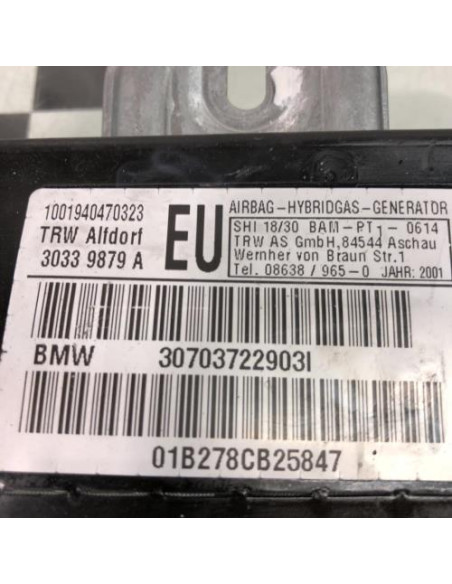 1001940470323
TRW Alfdorf
3033 9879 A
EU
AIRBAG-HYBRIDGAS-GENERATOR
SHI 18/30 BAM-PT1-0614
TRW AS GmbH,84544 Aschau
Wernher von Braun Str.1
Tel. 08638/965-0 JAHR: 2001
BMW 30703722903I
01B278CB25847